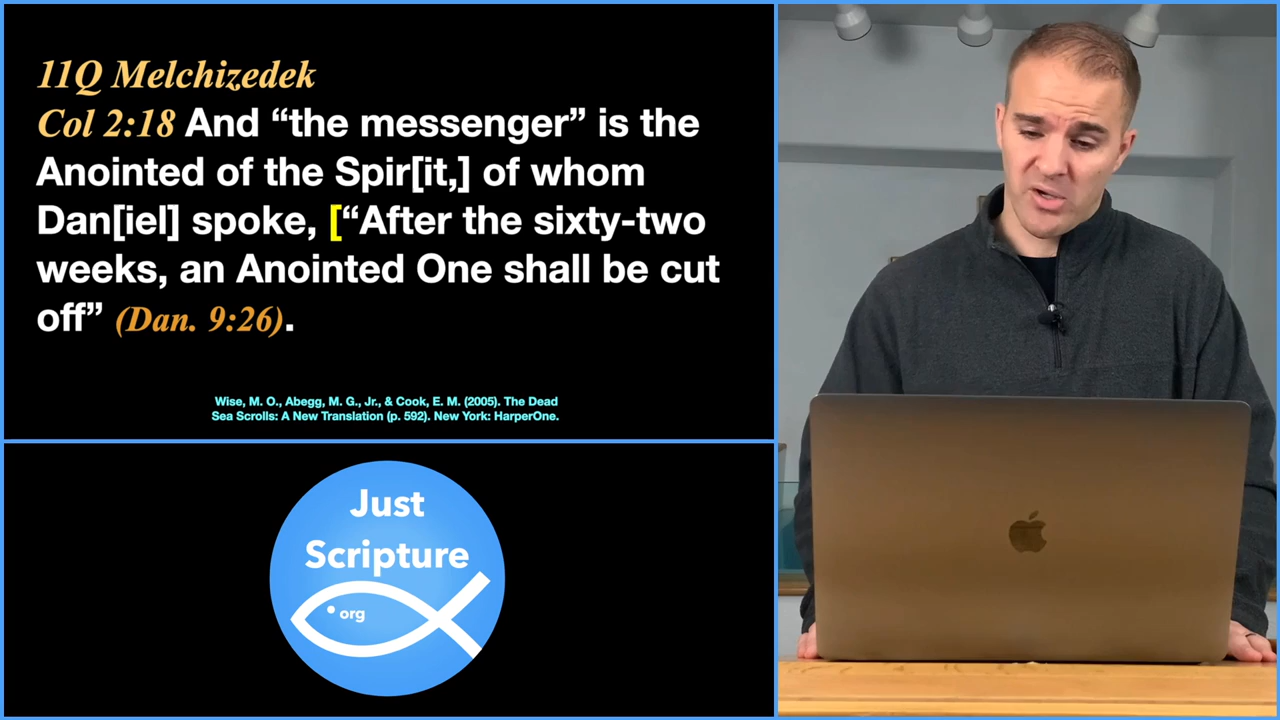 11Q Melchizedek
Col 2:18 And “the messenger” is the
Anointed of the Spir[it,] of whom
Dan[iel] spoke, [“After the sixty-two
weeks, an Anointed One shall be cut
off” (Dan. 9:26).
Wise, M. O., Abegg, M. G., Jr., & Cook, E. M. (2005). The Dead
Sea Scrolls: A New Translation (p. 592). New York: HarperOne.
Just
Scripture
org